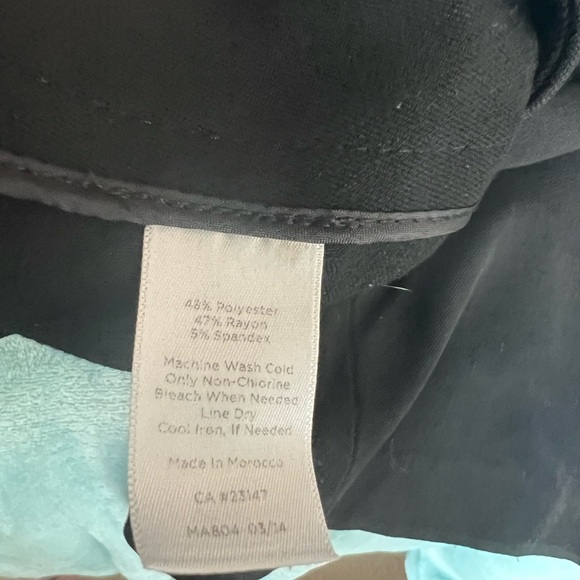 48% Polyester
47% Rayon
5% Spandex
Machine Wash Cold
Only Non-Chlorine
Bleach When Needed
Line Dry
Cool Iron, If Needed
Made In Morocco
CA #23147
MA804 03/14